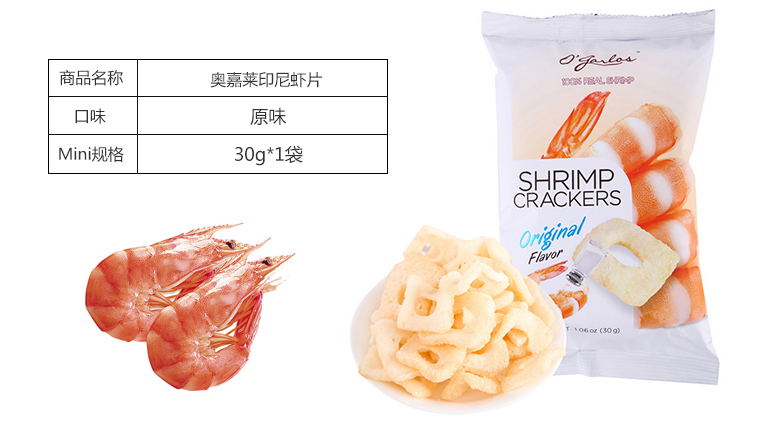 商品名称 奥嘉莱印尼虾片
口味 原味
Mini规格 30g*1袋
O'Garlos
100% REAL SHRIMP
SHRIMP
CRACKERS
Original
Flavor
1.06 oz (30 g)